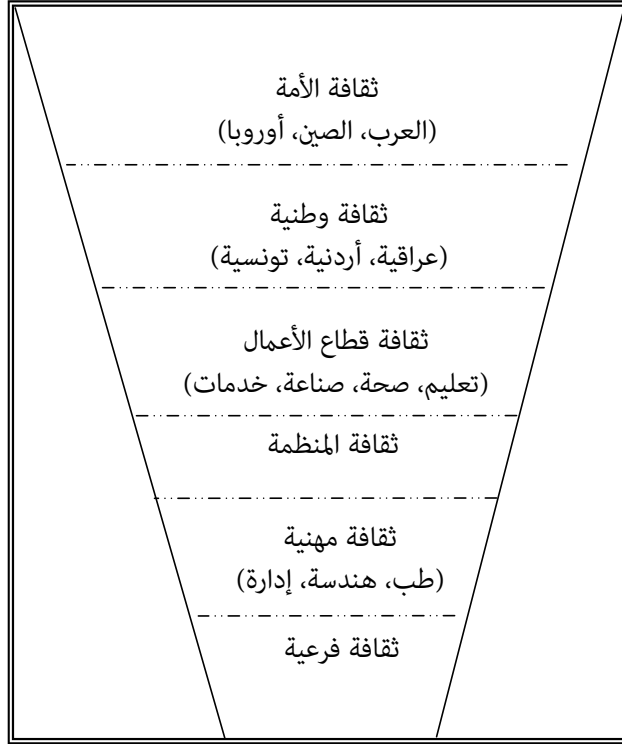 ثقافة الأمة
(العرب، الصين، أوروبا)
ثقافة وطنية
(عراقية، أردنية، تونسية)
ثقافة قطاع الأعمال
(تعليم، صحة، صناعة، خدمات)
ثقافة المنظمة
ثقافة مهنية
(طب، هندسة، إدارة)
ثقافة فرعية